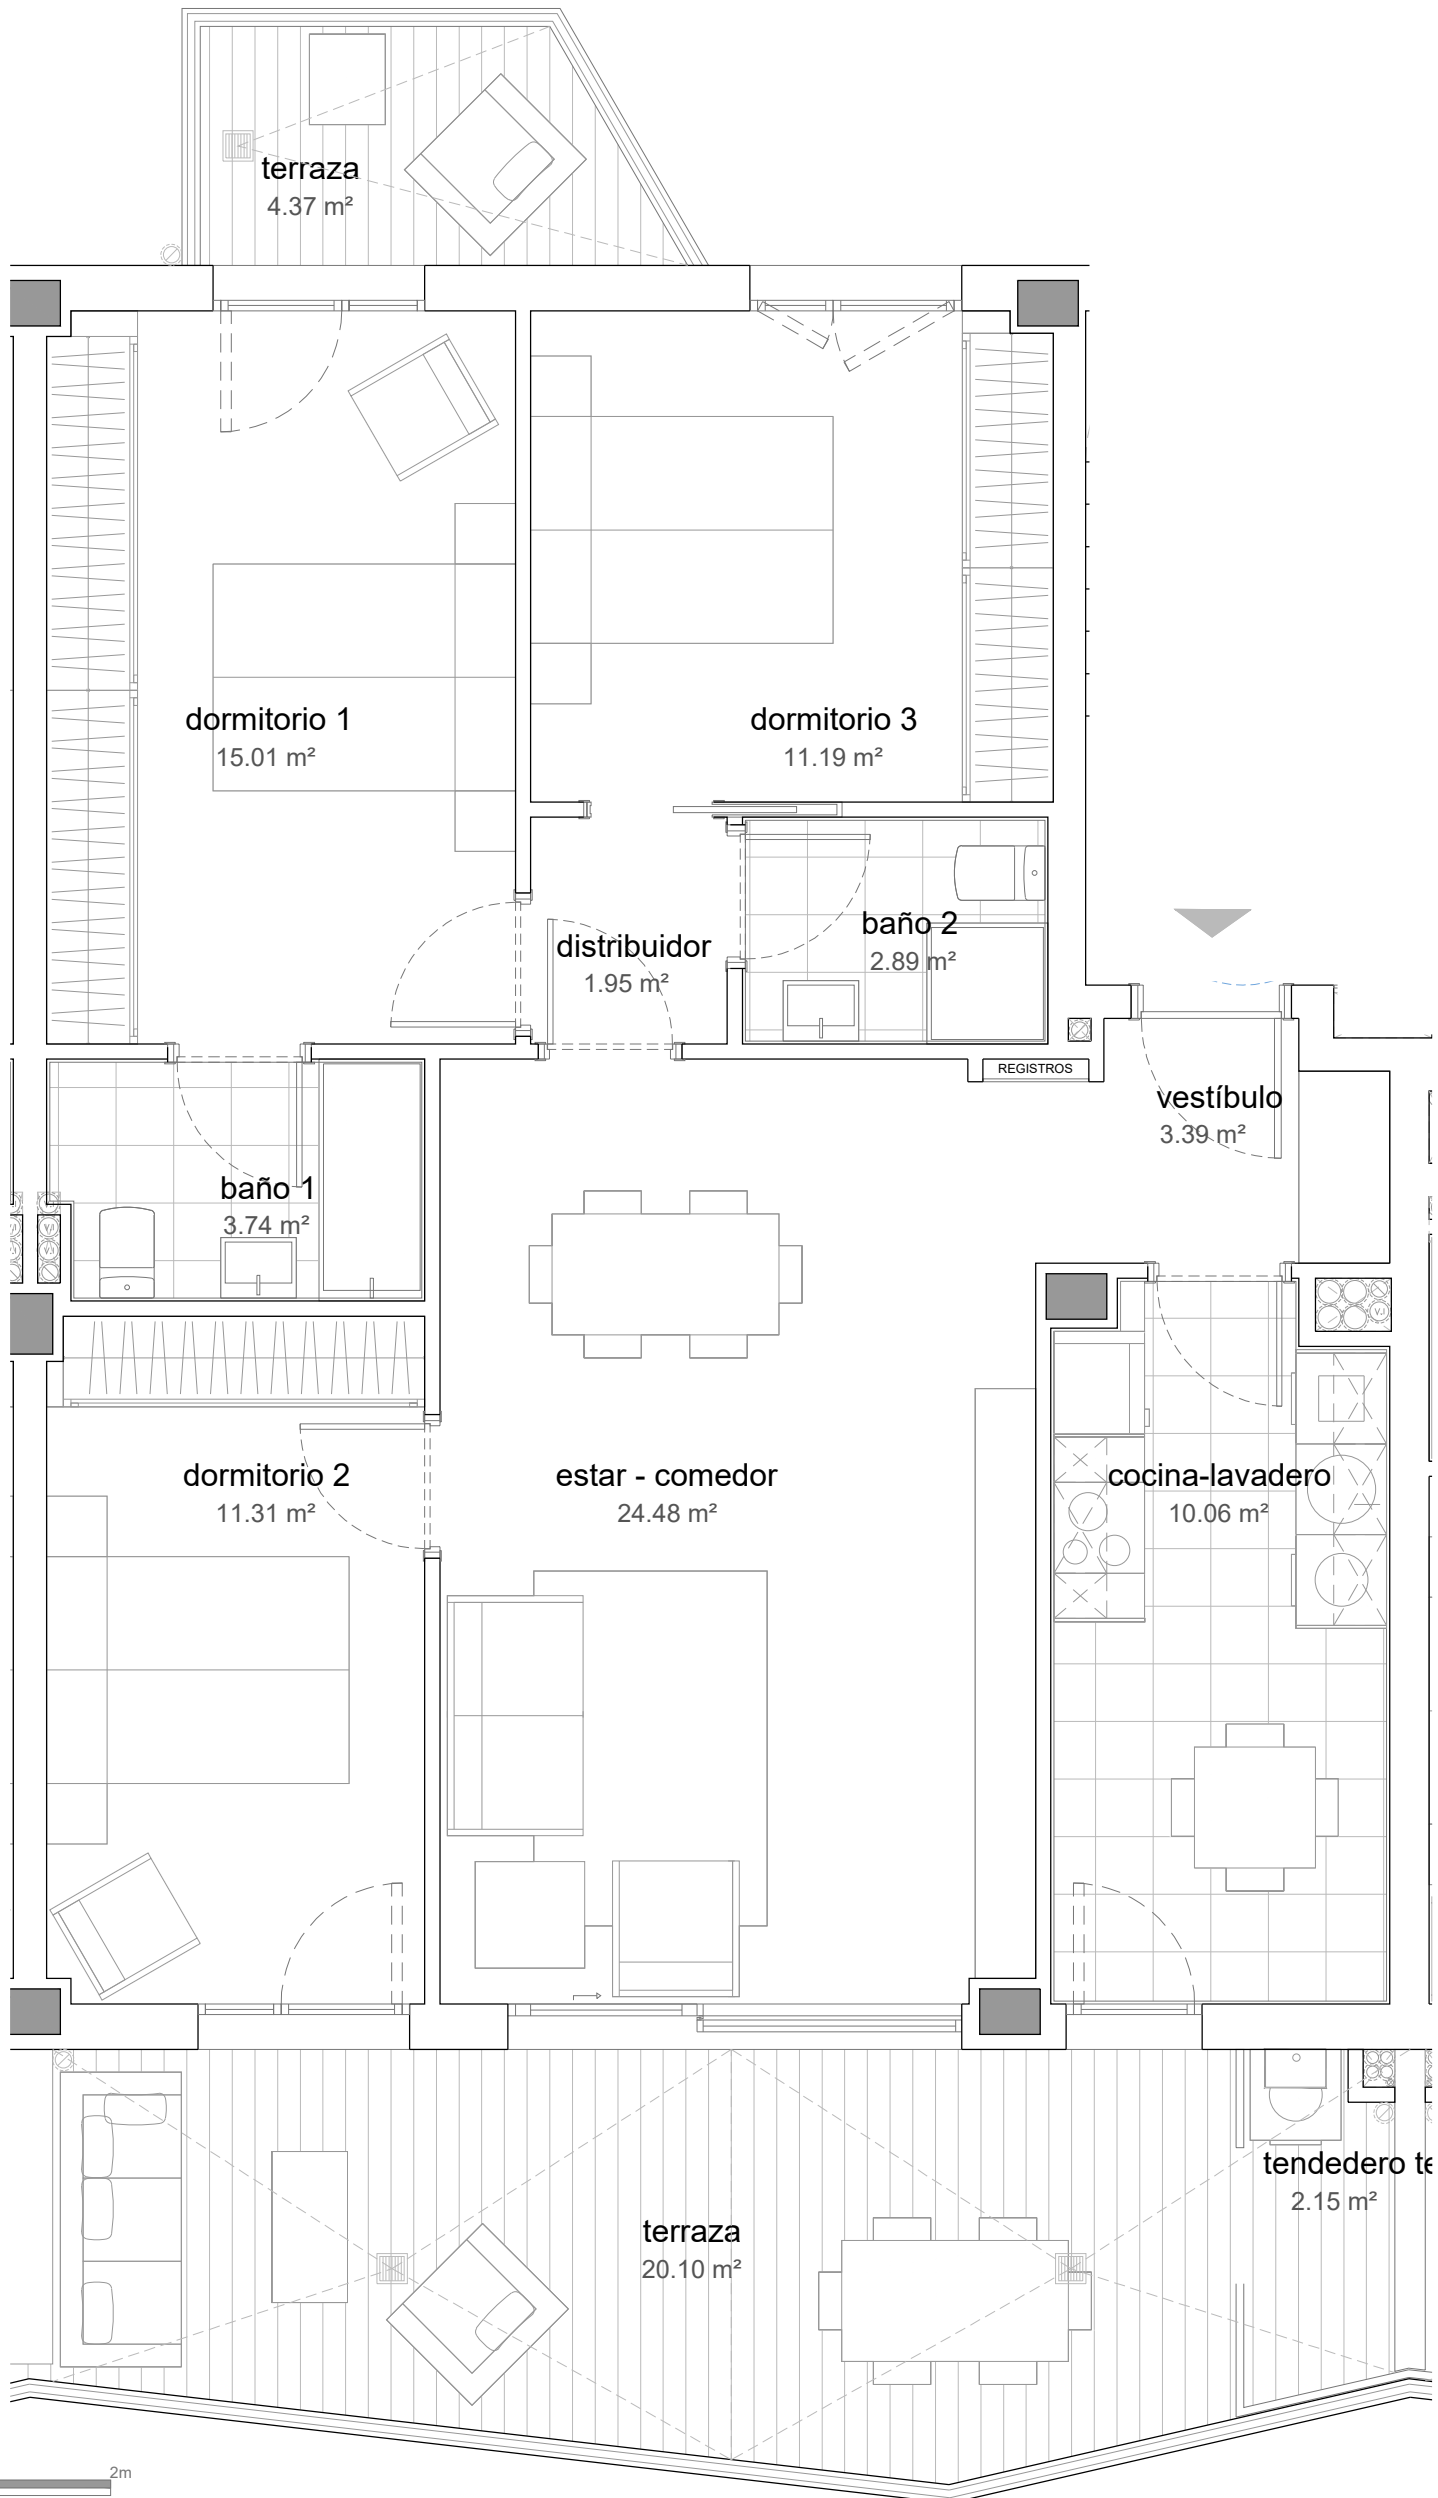 terraza
4.37 m²
dormitorio 1
15.01 m²
dormitorio 3
11.19 m²
distribuidor
1.95 m²
baño 2
2.89 m²
REGISTROS
vestíbulo
3.39 m²
baño 1
3.74 m²
dormitorio 2
11.31 m²
estar - comedor
24.48 m²
cocina-lavadero
10.06 m²
tendedero te
2.15 m²
terraza
20.10 m²
2m